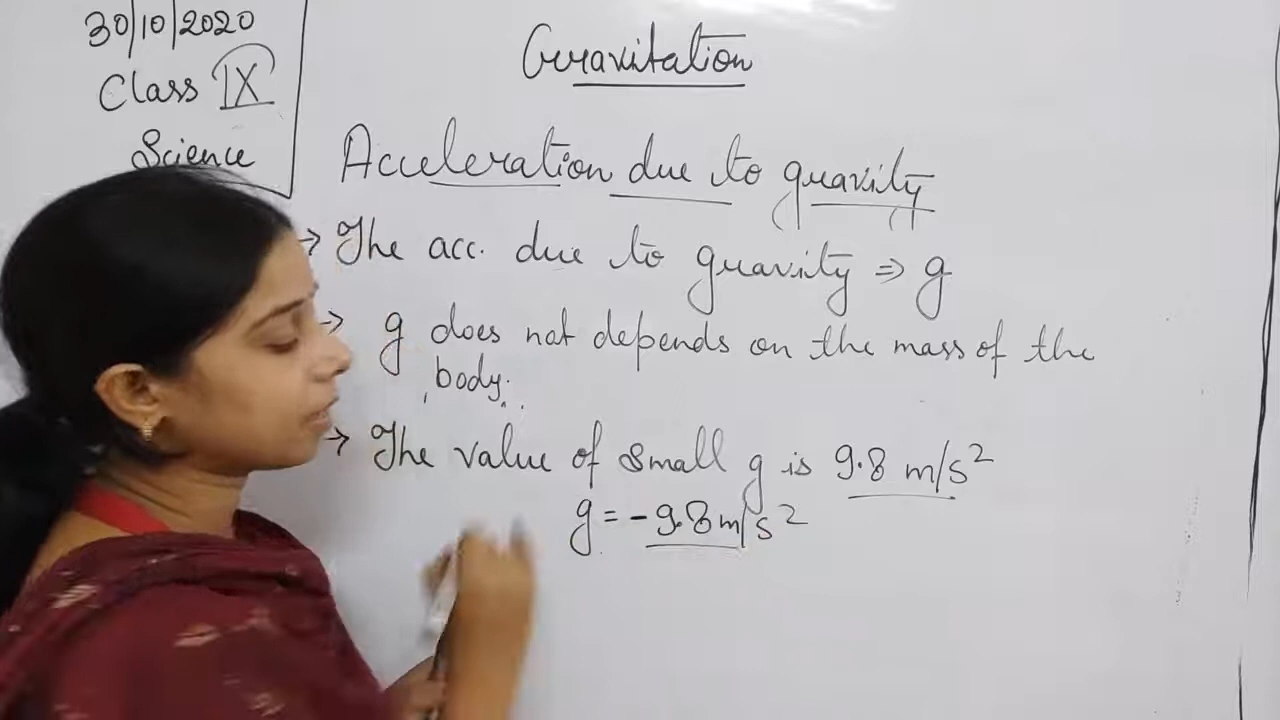 30/10/2020
Class IX
Science
Gravitation
Acceleration due to gravity
→ The acc. due to gravity ⇒ g
→ g does not depends on the mass of the
body.
→ The value of small g is 9.8 m/s²
g = -9.8 m/s²